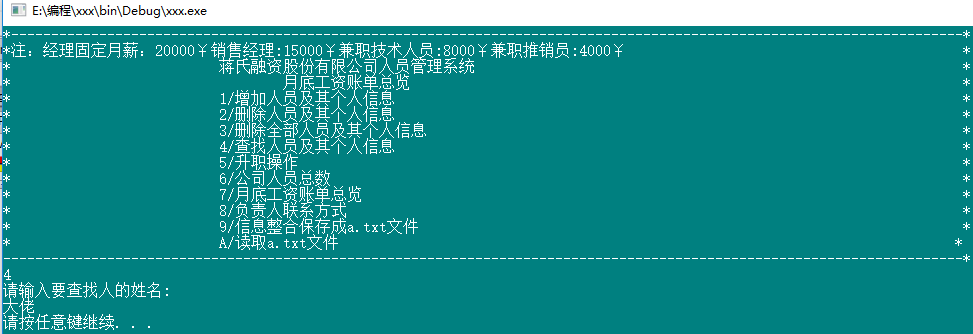 E:\编程\xxx\bin\Debug\xxx.exe
*------------------------------------------------------------------------------------------------------------------------*
*注：经理固定月薪：20000￥销售经理:15000￥兼职技术人员:8000￥兼职推销员:4000￥ *
* 蒋氏融资股份有限公司人员管理系统 *
* 月底工资账单总览 *
* 1/增加人员及其个人信息 *
* 2/删除人员及其个人信息 *
* 3/删除全部人员及其个人信息 *
* 4/查找人员及其个人信息 *
* 5/升职操作 *
* 6/公司人员总数 *
* 7/月底工资账单总览 *
* 8/负责人联系方式 *
* 9/信息整合保存成a.txt文件 *
* A/读取a.txt文件 *
------------------------------------------------------------------------------------------------------------------------*
4
请输入要查找人的姓名:
大佬
请按任意键继续. . .